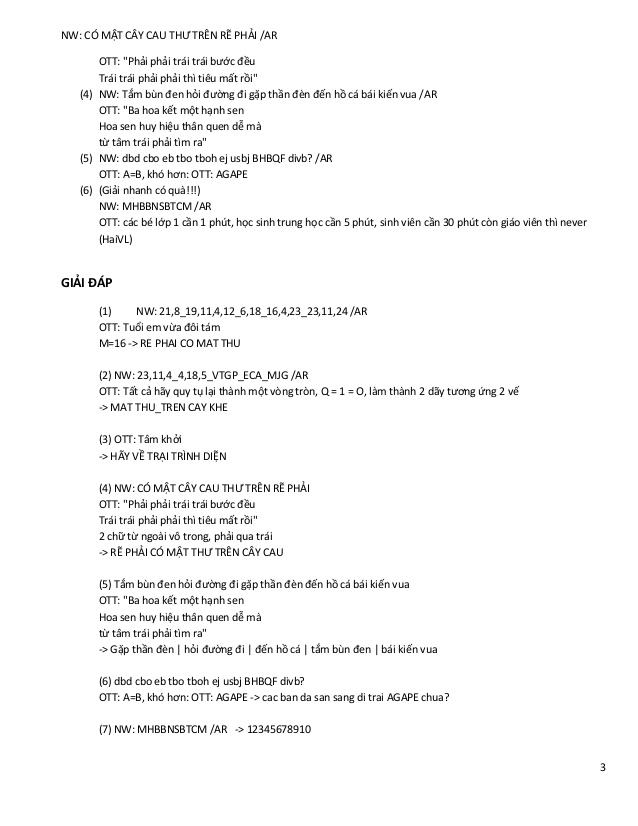 NW: CÓ MẬT CÂY CAU THƯ TRÊN RẼ PHẢI /AR
OTT: "Phải phải trái trái bước đều
Trái trái phải phải thì tiêu mất rồi"
(4) NW: Tắm bùn đen hỏi đường đi gặp thần đèn đến hồ cá bái kiến vua /AR
OTT: "Ba hoa kết một hạnh sen
Hoa sen huy hiệu thân quen dễ mà
từ tâm trái phải tìm ra"
(5) NW: dbd cbo eb tbo tboh ej usbj BHBQF divb? /AR
OTT: A=B, khó hơn: OTT: AGAPE
(6) (Giải nhanh có quà!!!)
NW: MHBBNSBTCM /AR
OTT: các bé lớp 1 cần 1 phút, học sinh trung học cần 5 phút, sinh viên cần 30 phút còn giáo viên thì never
(HaiVL)
GIẢI ĐÁP
(1) NW: 21,8_19,11,4,12_6,18_16,4,23_23,11,24 /AR
OTT: Tuổi em vừa đôi tám
M=16 -> RE PHAI CO MAT THU
(2) NW: 23,11,4_4,18,5_VTGP_ECA_MJG /AR
OTT: Tất cả hãy quy tụ lại thành một vòng tròn, Q = 1 = O, làm thành 2 dãy tương ứng 2 vế
-> MAT THU_TREN CAY KHE
(3) OTT: Tâm khởi
-> HÃY VỀ TRẠI TRÌNH DIỆN
(4) NW: CÓ MẬT CÂY CAU THƯ TRÊN RẼ PHẢI
OTT: "Phải phải trái trái bước đều
Trái trái phải phải thì tiêu mất rồi"
2 chữ từ ngoài vô trong, phải qua trái
-> RẼ PHẢI CÓ MẬT THƯ TRÊN CÂY CAU
(5) Tắm bùn đen hỏi đường đi gặp thần đèn đến hồ cá bái kiến vua
OTT: "Ba hoa kết một hạnh sen
Hoa sen huy hiệu thân quen dễ mà
từ tâm trái phải tìm ra"
-> Gặp thần đèn | hỏi đường đi | đến hồ cá | tắm bùn đen | bái kiến vua
(6) dbd cbo eb tbo tboh ej usbj BHBQF divb?
OTT: A=B, khó hơn: OTT: AGAPE -> cac ban da san sang di trai AGAPE chua?
(7) NW: MHBBNSBTCM /AR -> 12345678910
3